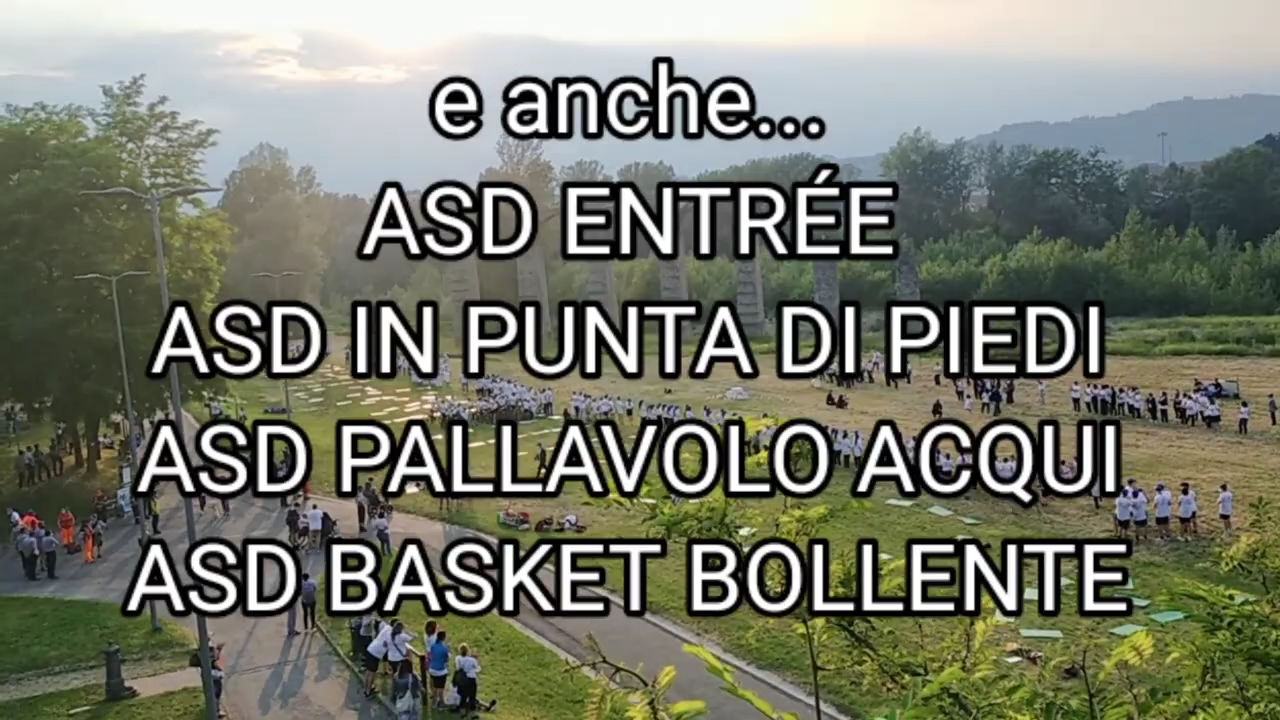 e anche...
ASD ENTRÉE
ASD IN PUNTA DI PIEDI
ASD PALLAVOLO ACQUI
ASD BASKET BOLLENTE